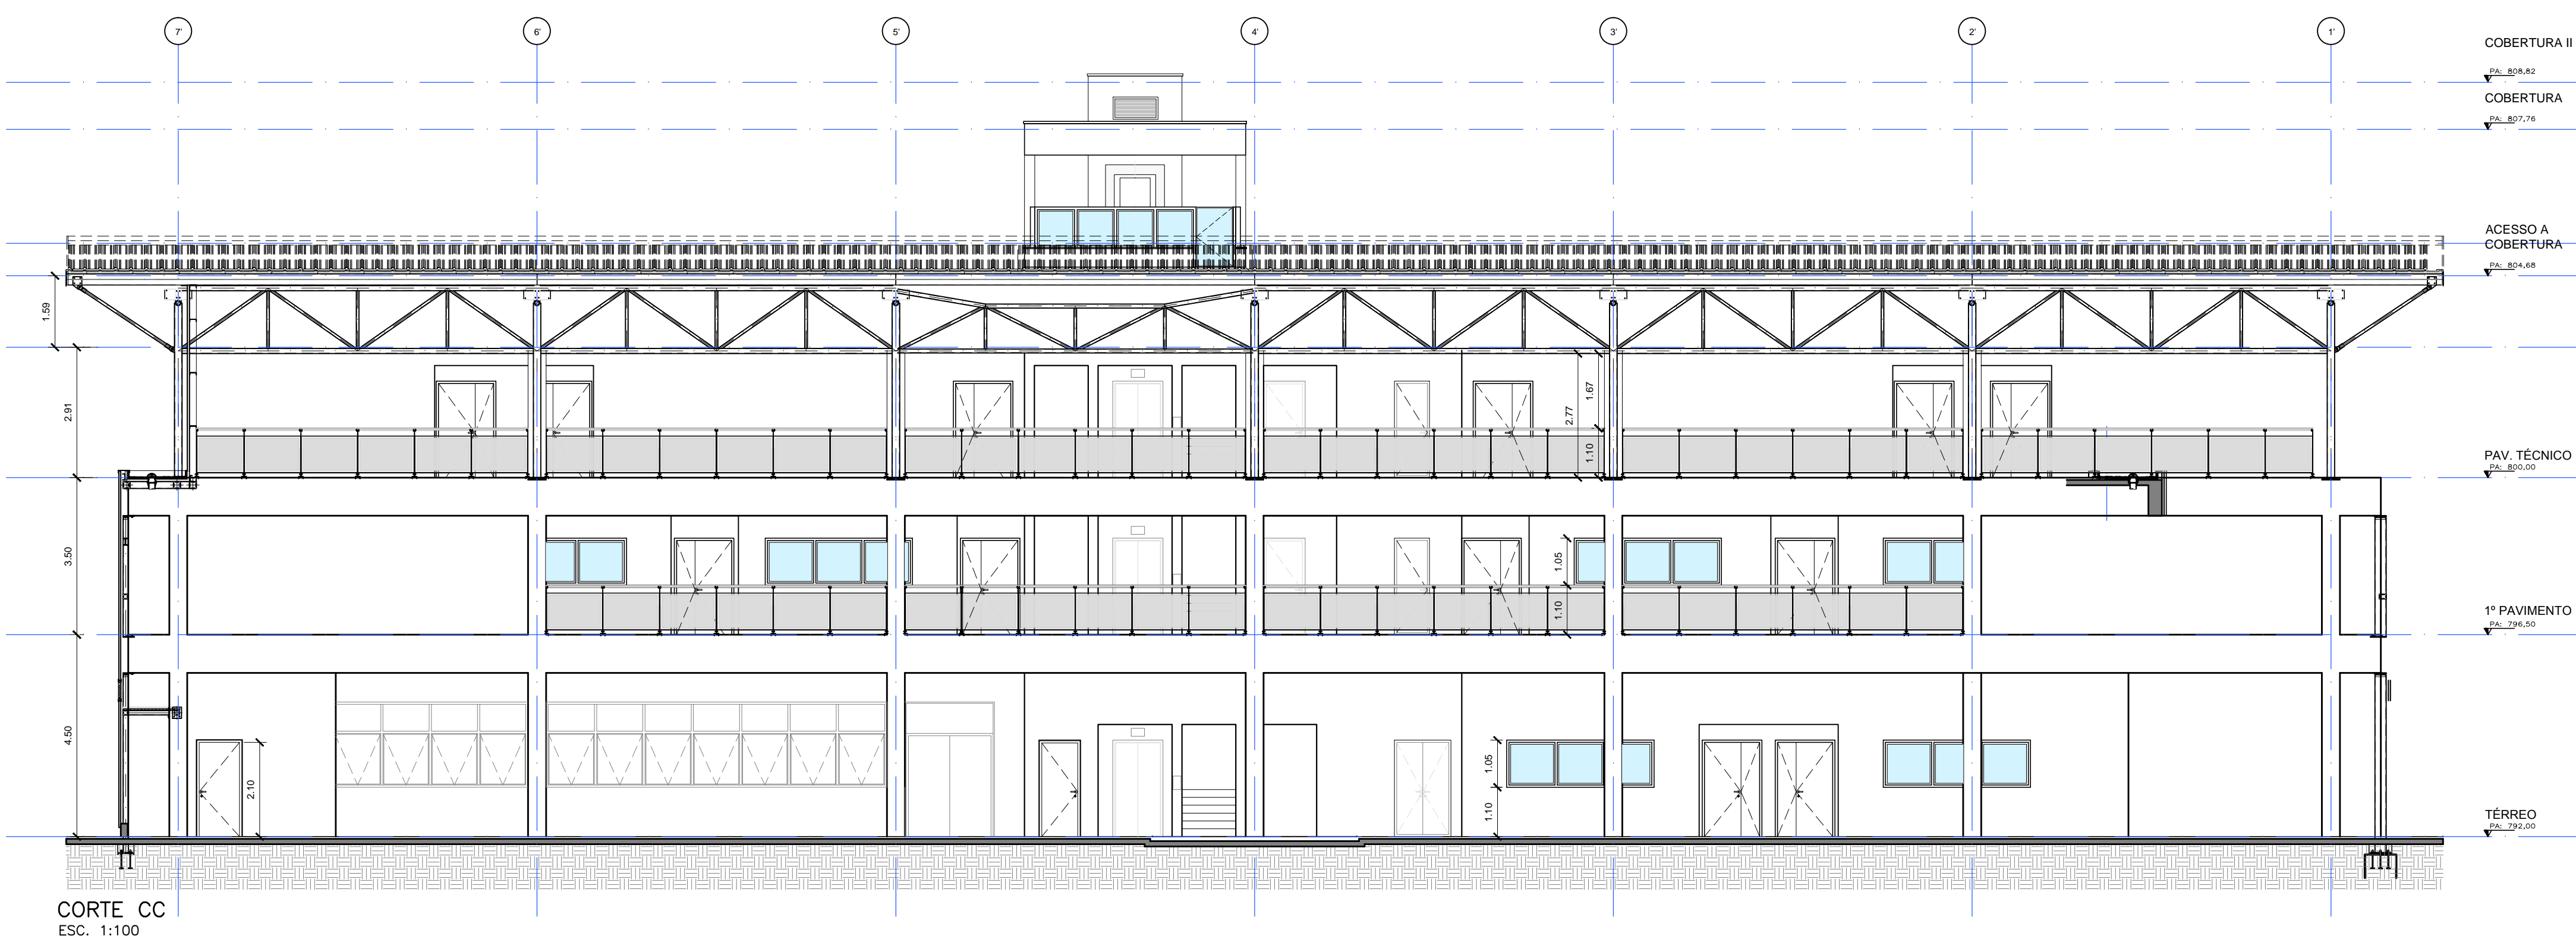 7'
6'
5'
4'
3'
2'
1'
COBERTURA II
PA: 808,82
COBERTURA
PA: 807,76
ACESSO A
COBERTURA
PA: 804,68
1.59
2.91
1.67
2.77
1.10
PAV. TÉCNICO
PA: 800,00
3.50
1.05
1.10
1º PAVIMENTO
PA: 796,50
4.50
2.10
1.05
1.10
TÉRREO
PA: 792,00
CORTE CC
ESC. 1:100